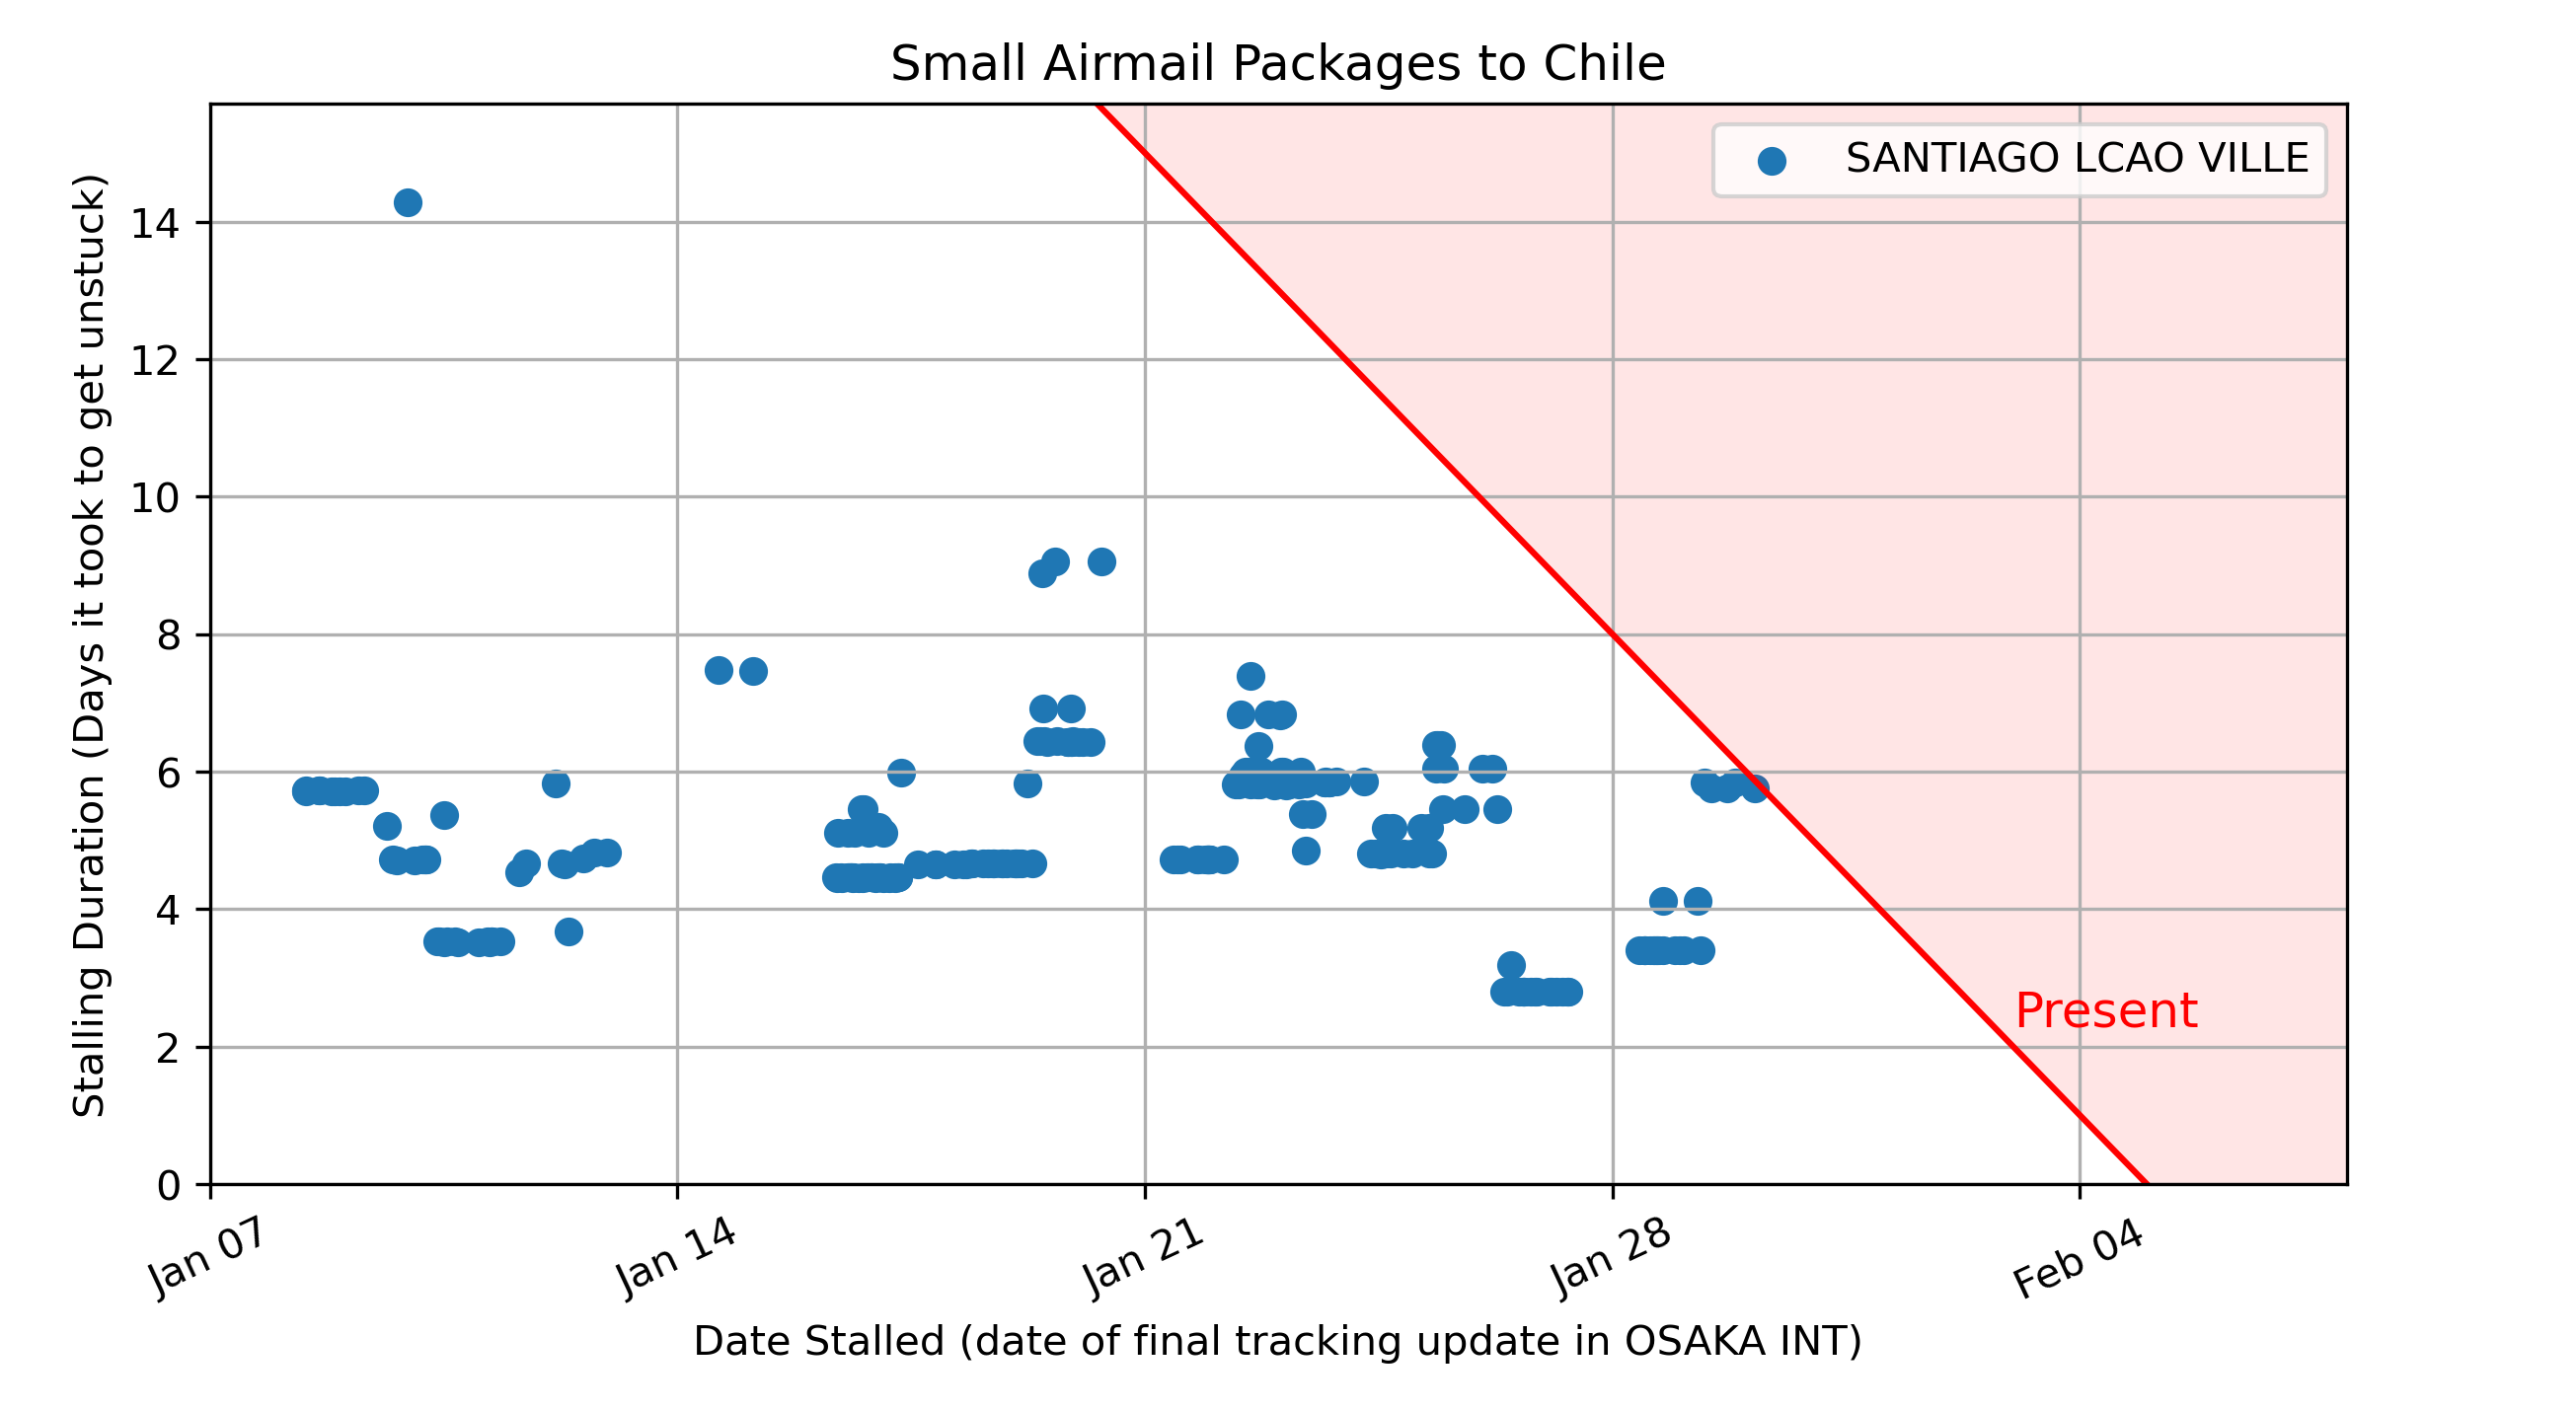 Small Airmail Packages to Chile
SANTIAGO LCAO VILLE
Stalling Duration (Days it took to get unstuck)
14
12
10
8
6
4
2
0
Present
Jan 07
Jan 14
Jan 21
Jan 28
Feb 04
Date Stalled (date of final tracking update in OSAKA INT)